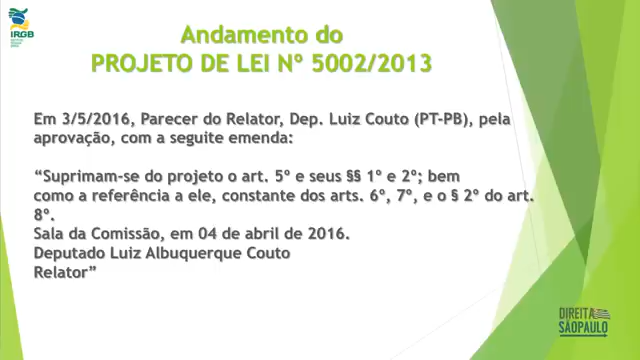 IRGB
Andamento do
PROJETO DE LEI Nº 5002/2013
Em 3/5/2016, Parecer do Relator, Dep. Luiz Couto (PT-PB), pela
aprovação, com a seguite emenda:
“Suprimam-se do projeto o art. 5º e seus §§ 1º e 2º; bem
como a referência a ele, constante dos arts. 6º, 7º, e o § 2º do art.
8º.
Sala da Comissão, em 04 de abril de 2016.
Deputado Luiz Albuquerque Couto
Relator”
DIREITA
SÃOPAULO